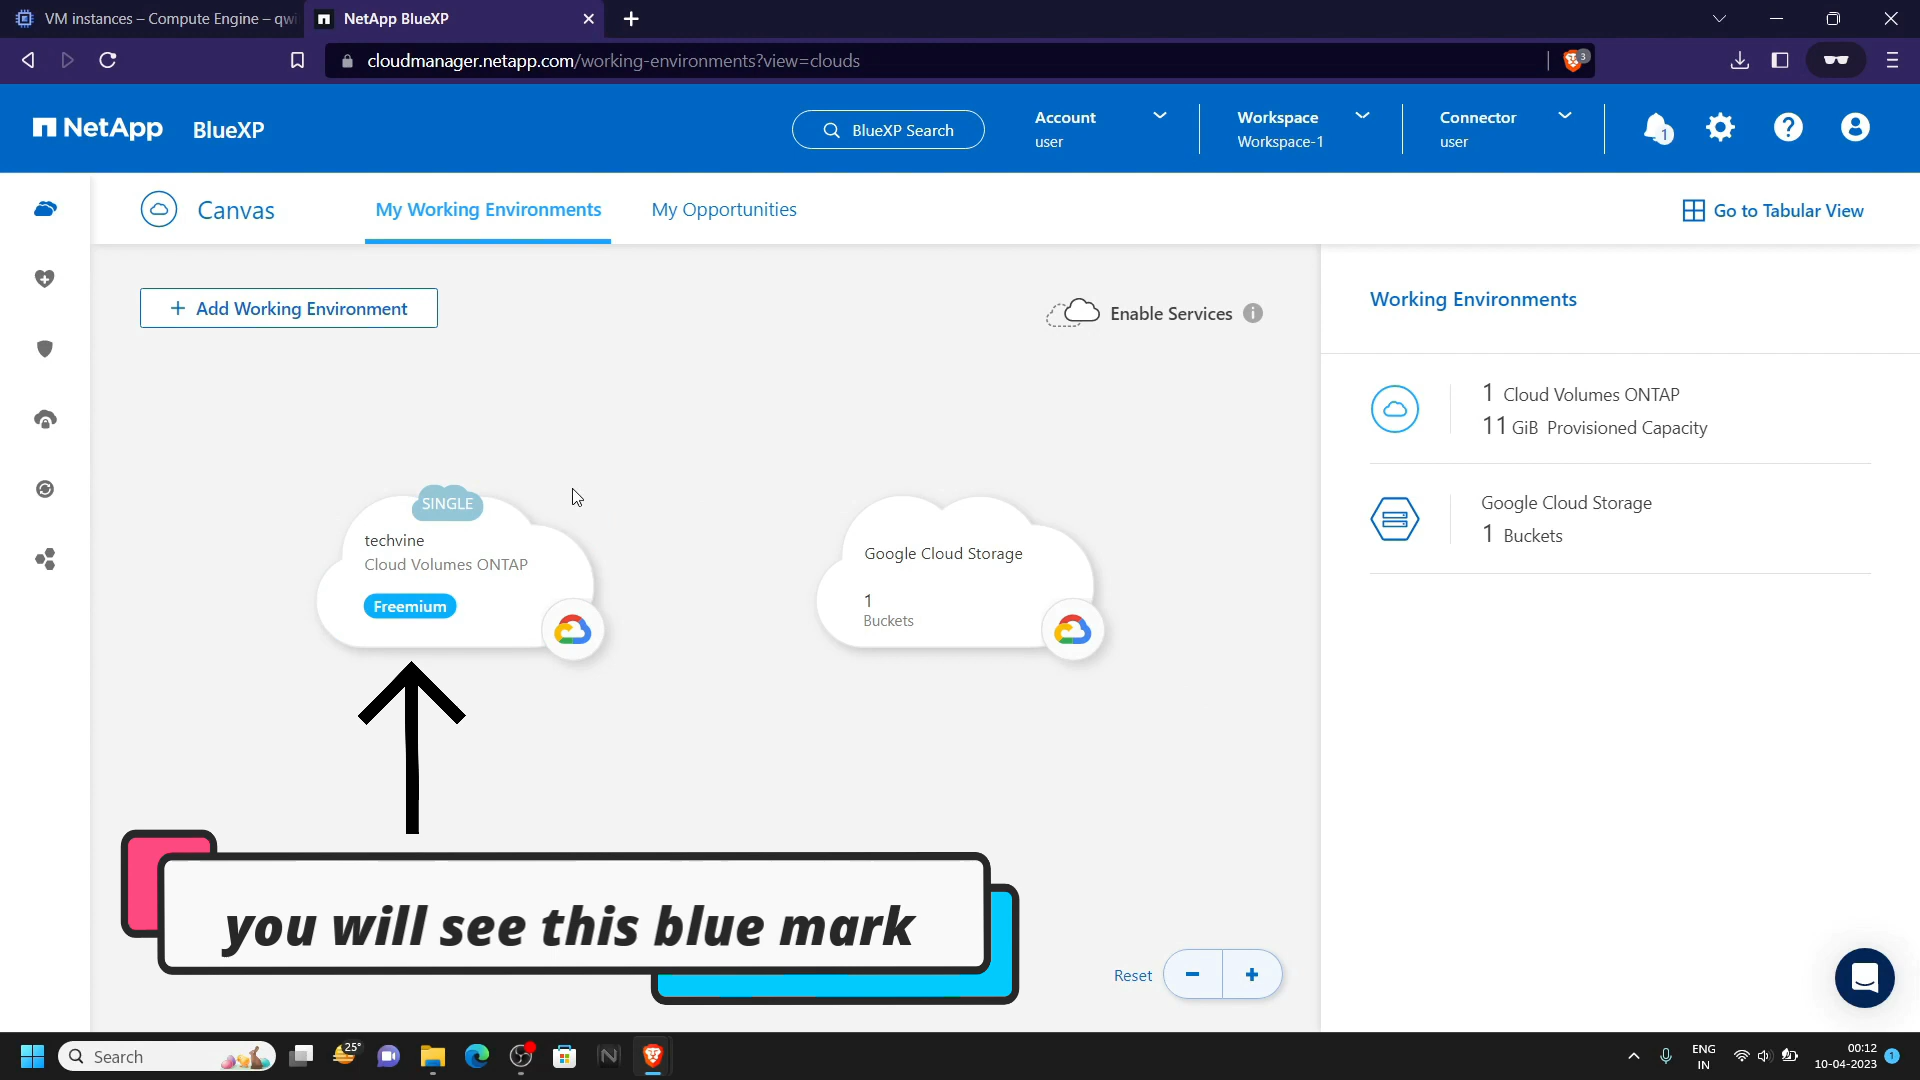 VM instances – Compute Engine – qwi
NetApp BlueXP
cloudmanager.netapp.com/working-environments?view=clouds
3
NetApp
BlueXP
BlueXP Search
Account
user
Workspace
Workspace-1
Connector
user
1
Canvas
My Working Environments
My Opportunities
Go to Tabular View
+ Add Working Environment
Enable Services
Working Environments
1 Cloud Volumes ONTAP
11 GiB Provisioned Capacity
Google Cloud Storage
1 Buckets
SINGLE
techvine
Cloud Volumes ONTAP
Freemium
Google Cloud Storage
1
Buckets
you will see this blue mark
Reset
Search
25°
ENG
IN
00:12
10-04-2023
1